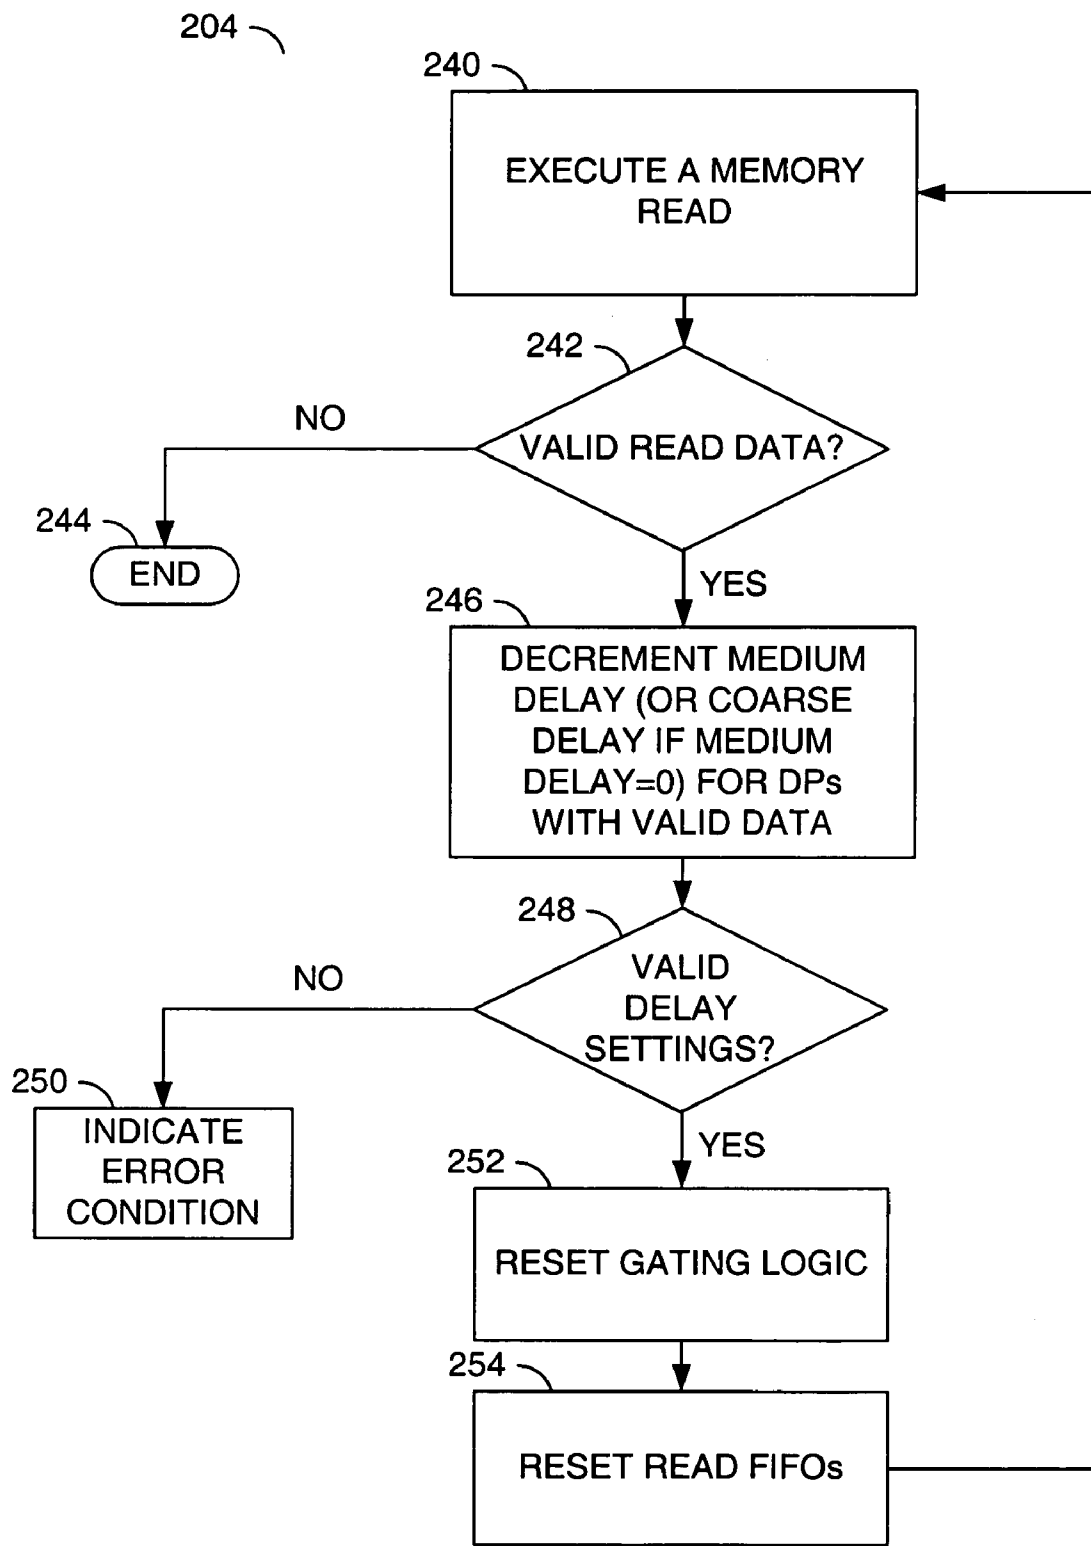 204
240
EXECUTE A MEMORY
READ
242
NO
VALID READ DATA?
244
END
YES
246
DECREMENT MEDIUM
DELAY (OR COARSE
DELAY IF MEDIUM
DELAY=0) FOR DPs
WITH VALID DATA
248
NO
VALID
DELAY
SETTINGS?
250
INDICATE
ERROR
CONDITION
YES
252
RESET GATING LOGIC
254
RESET READ FIFOs